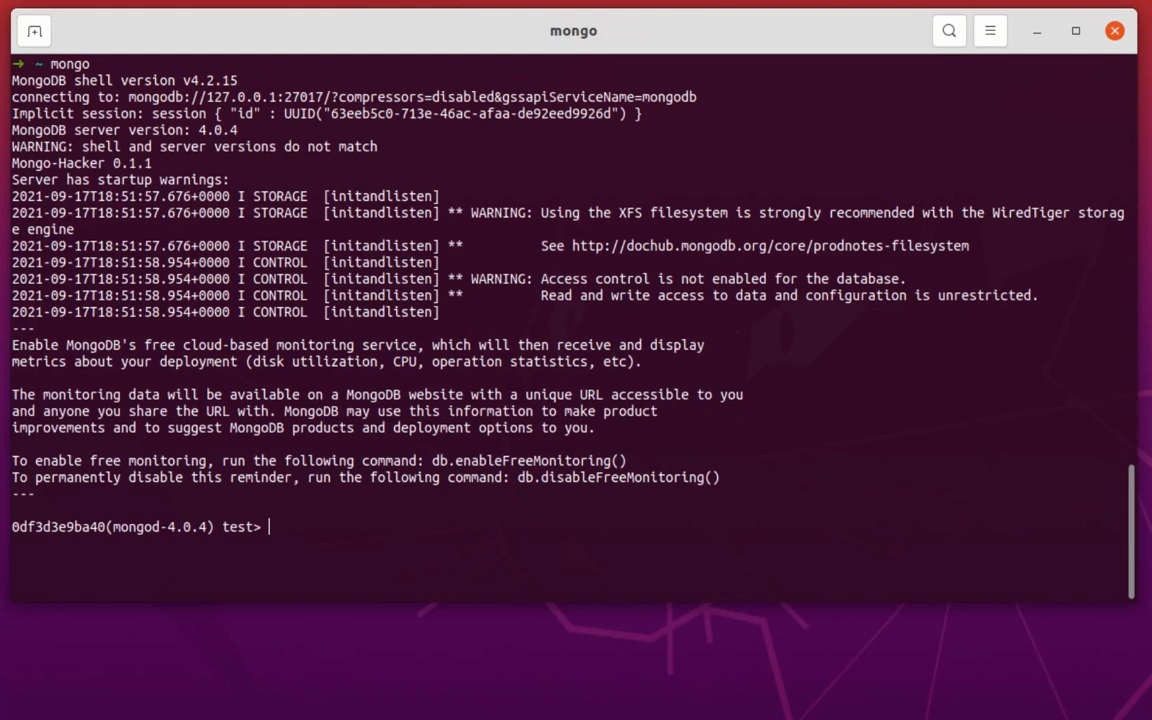 mongo
➜ ~ mongo
MongoDB shell version v4.2.15
connecting to: mongodb://127.0.0.1:27017/?compressors=disabled&gssapiServiceName=mongodb
Implicit session: session { "id" : UUID("63eeb5c0-713e-46ac-afaa-de92eed9926d") }
MongoDB server version: 4.0.4
WARNING: shell and server versions do not match
Mongo-Hacker 0.1.1
Server has startup warnings:
2021-09-17T18:51:57.676+0000 I STORAGE  [initandlisten]
2021-09-17T18:51:57.676+0000 I STORAGE  [initandlisten] ** WARNING: Using the XFS filesystem is strongly recommended with the WiredTiger storag
e engine
2021-09-17T18:51:57.676+0000 I STORAGE  [initandlisten] **          See http://dochub.mongodb.org/core/prodnotes-filesystem
2021-09-17T18:51:58.954+0000 I CONTROL  [initandlisten]
2021-09-17T18:51:58.954+0000 I CONTROL  [initandlisten] ** WARNING: Access control is not enabled for the database.
2021-09-17T18:51:58.954+0000 I CONTROL  [initandlisten] **          Read and write access to data and configuration is unrestricted.
2021-09-17T18:51:58.954+0000 I CONTROL  [initandlisten]
---
Enable MongoDB's free cloud-based monitoring service, which will then receive and display
metrics about your deployment (disk utilization, CPU, operation statistics, etc).
The monitoring data will be available on a MongoDB website with a unique URL accessible to you
and anyone you share the URL with. MongoDB may use this information to make product
improvements and to suggest MongoDB products and deployment options to you.
To enable free monitoring, run the following command: db.enableFreeMonitoring()
To permanently disable this reminder, run the following command: db.disableFreeMonitoring()
---
0df3d3e9ba40(mongod-4.0.4) test>